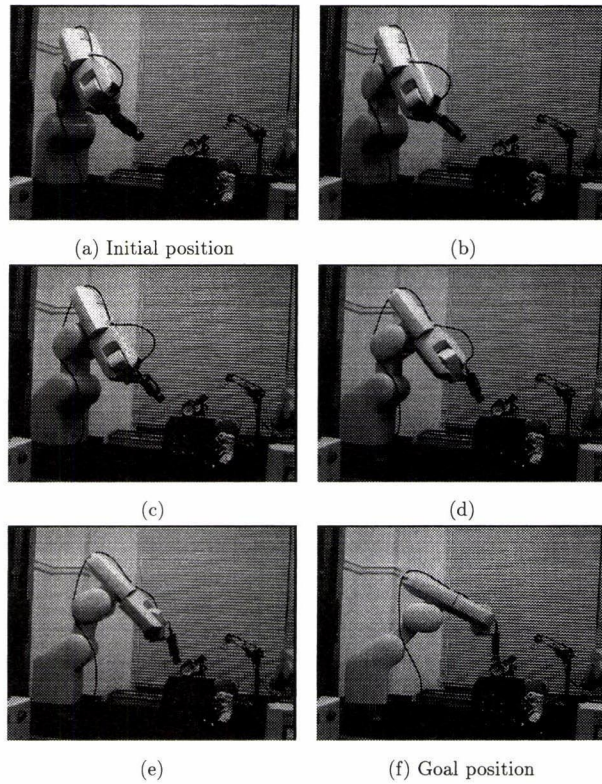 (a) Initial position
(b)
(c)
(d)
(e)
(f) Goal position